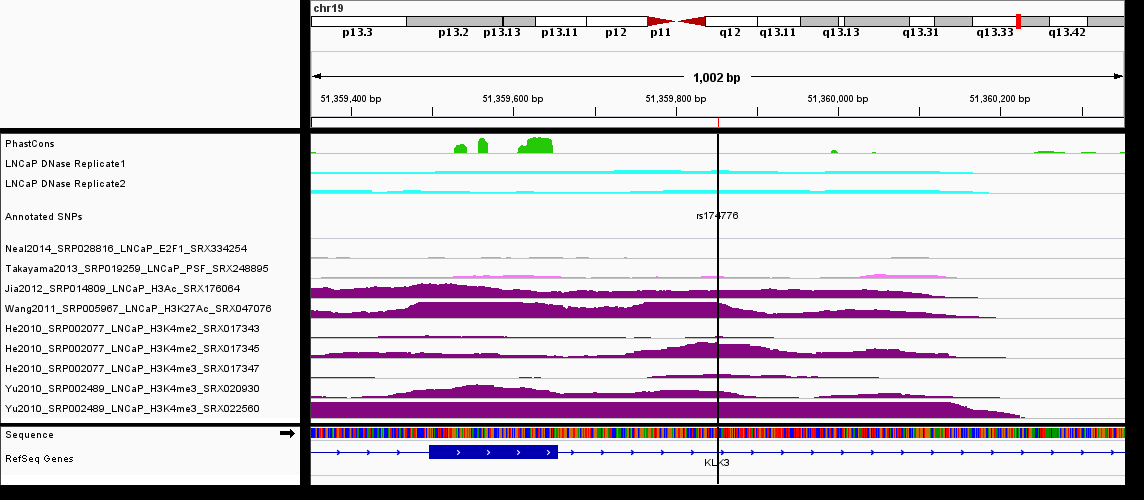 chr19
p13.3 p13.2 p13.13 p13.11 p12 p11 q12 q13.11 q13.13 q13.31 q13.33 q13.42
1,002 bp
51,359,400 bp 51,359,600 bp 51,359,800 bp 51,360,000 bp 51,360,200 bp
PhastCons
LNCaP DNase Replicate1
LNCaP DNase Replicate2
Annotated SNPs
rs174776
Neal2014_SRP028816_LNCaP_E2F1_SRX334254
Takayama2013_SRP019259_LNCaP_PSF_SRX248895
Jia2012_SRP014809_LNCaP_H3Ac_SRX176064
Wang2011_SRP005967_LNCaP_H3K27Ac_SRX047076
He2010_SRP002077_LNCaP_H3K4me2_SRX017343
He2010_SRP002077_LNCaP_H3K4me2_SRX017345
He2010_SRP002077_LNCaP_H3K4me3_SRX017347
Yu2010_SRP002489_LNCaP_H3K4me3_SRX020930
Yu2010_SRP002489_LNCaP_H3K4me3_SRX022560
Sequence
RefSeq Genes
KLK3